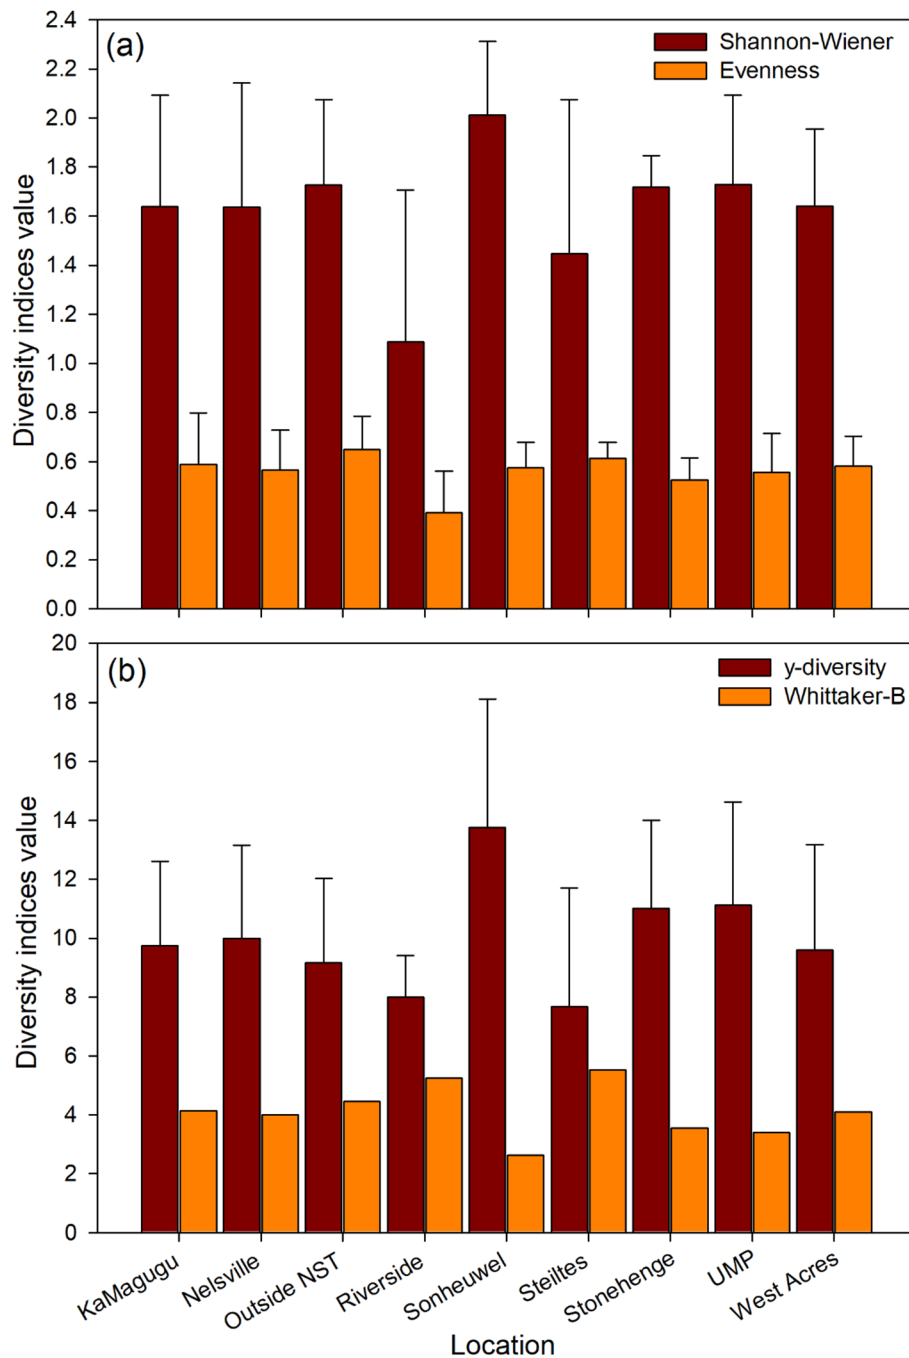 (a)
Shannon-Wiener
Evenness
Diversity indices value
2.4
2.2
2.0
1.8
1.6
1.4
1.2
1.0
0.8
0.6
0.4
0.2
0.0
(b)
y-diversity
Whittaker-B
Diversity indices value
20
18
16
14
12
10
8
6
4
2
0
KaMagugu
Nelsville
Outside NST
Riverside
Sonheuwel
Steiltes
Stonehenge
UMP
West Acres
Location